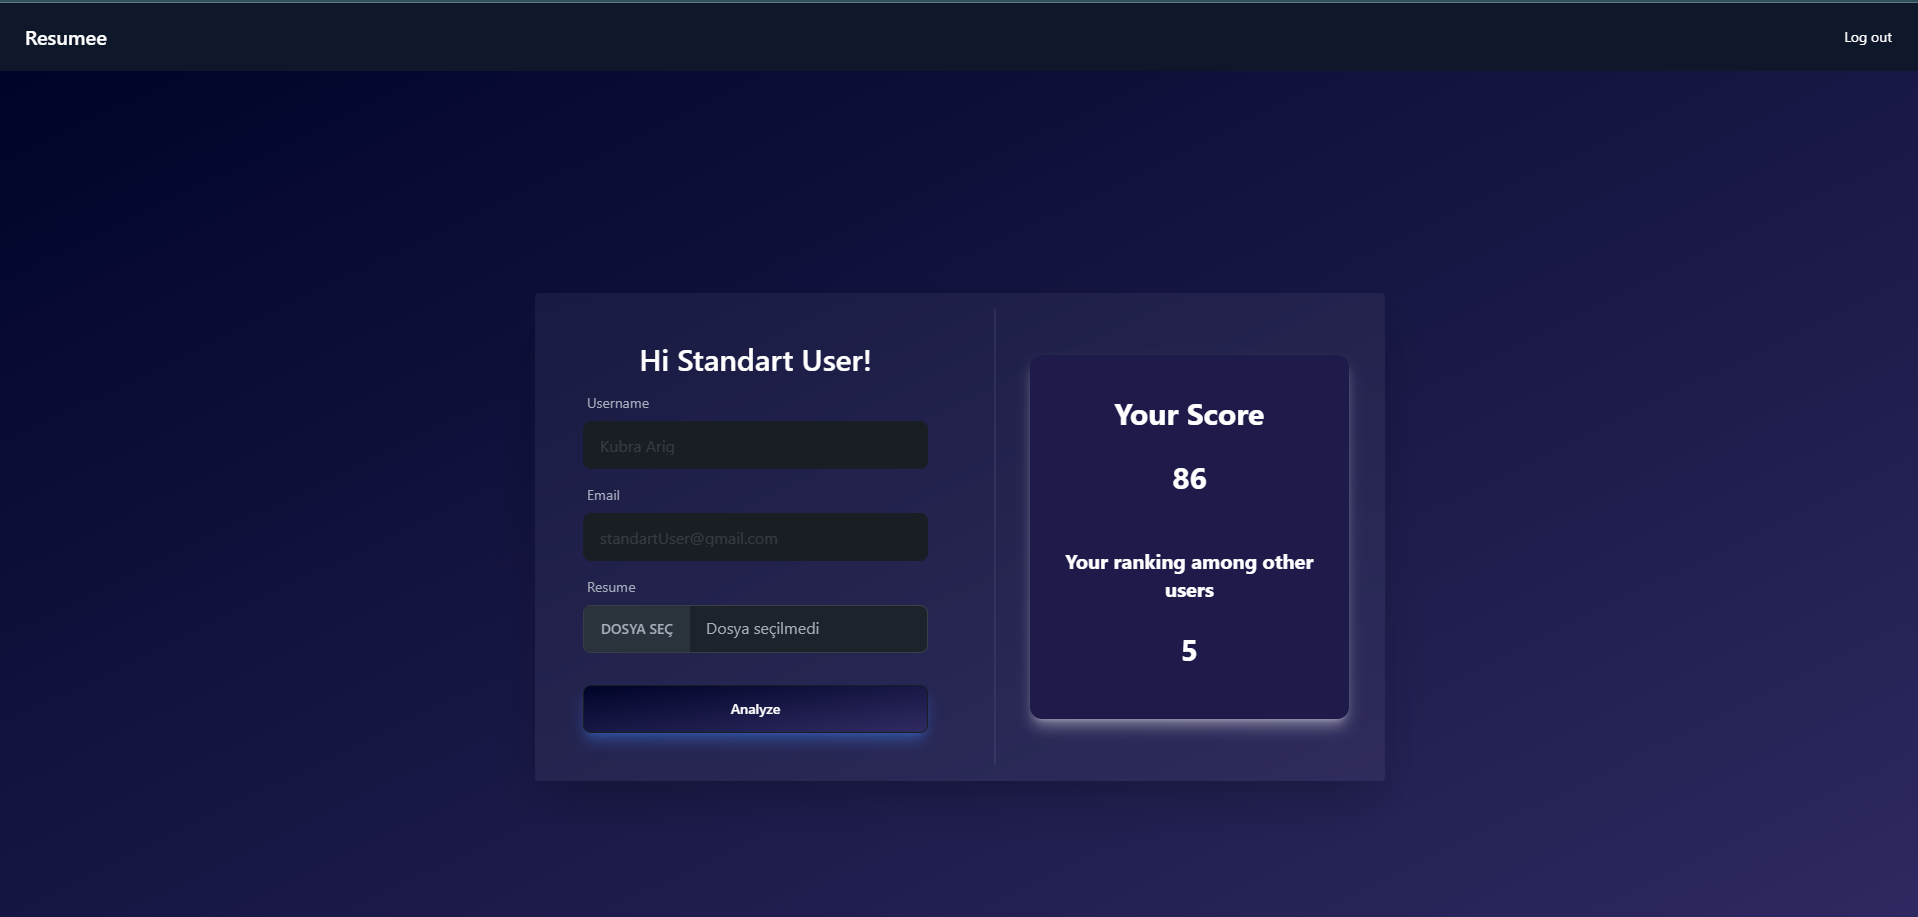 Resumee
Log out
Hi Standart User!
Username
Kubra Arig
Email
standartUser@gmail.com
Resume
DOSYA SEÇ Dosya seçilmedi
Analyze
Your Score
86
Your ranking among other
users
5